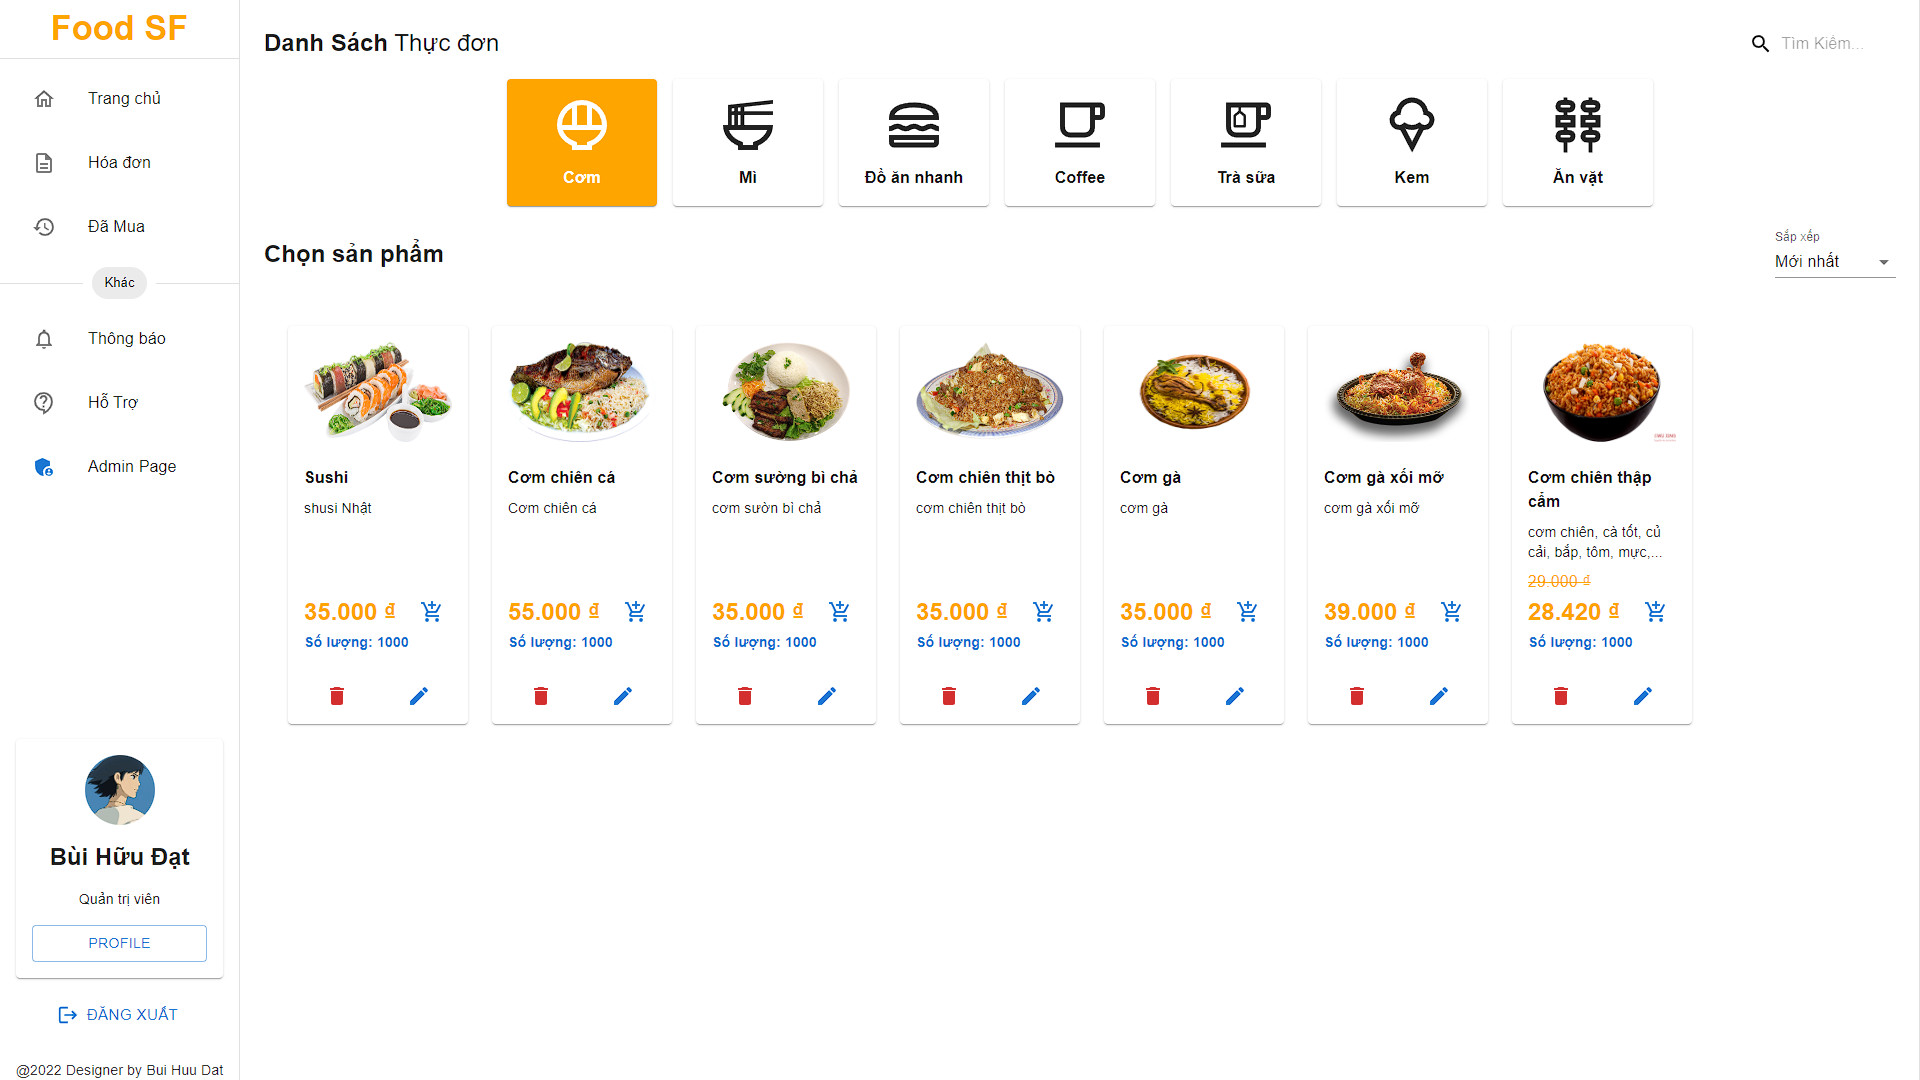 Food SF
Trang chủ
Hóa đơn
Đã Mua
Khác
Thông báo
Hỗ Trợ
Admin Page
Bùi Hữu Đạt
Quản trị viên
PROFILE
ĐĂNG XUẤT
@2022 Designer by Bui Huu Dat
Danh Sách Thực đơn
Tìm Kiếm...
Cơm
Mì
Đồ ăn nhanh
Coffee
Trà sữa
Kem
Ăn vặt
Chọn sản phẩm
Sắp xếp
Mới nhất
Sushi
shusi Nhật
35.000 ₫
Số lượng: 1000
Cơm chiên cá
Cơm chiên cá
55.000 ₫
Số lượng: 1000
Cơm sường bì chả
cơm sườn bì chả
35.000 ₫
Số lượng: 1000
Cơm chiên thịt bò
cơm chiên thịt bò
35.000 ₫
Số lượng: 1000
Cơm gà
cơm gà
35.000 ₫
Số lượng: 1000
Cơm gà xối mỡ
cơm gà xối mỡ
39.000 ₫
Số lượng: 1000
Cơm chiên thập
cẩm
cơm chiên, cà tốt, củ
cải, bắp, tôm, mực,...
29.000 ₫
28.420 ₫
Số lượng: 1000